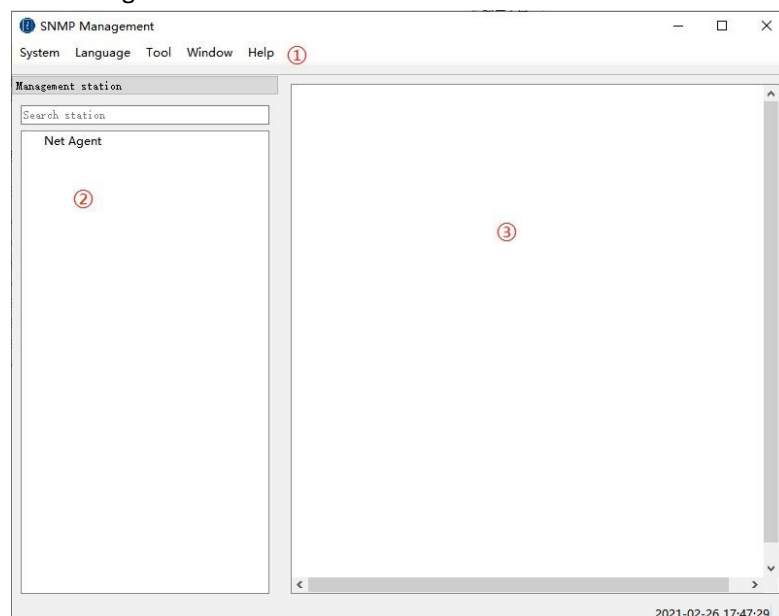 SNMP Management
System Language Tool Window Help ①
Management station
Search station
Net Agent
②
③
2021-02-26 17:47:29